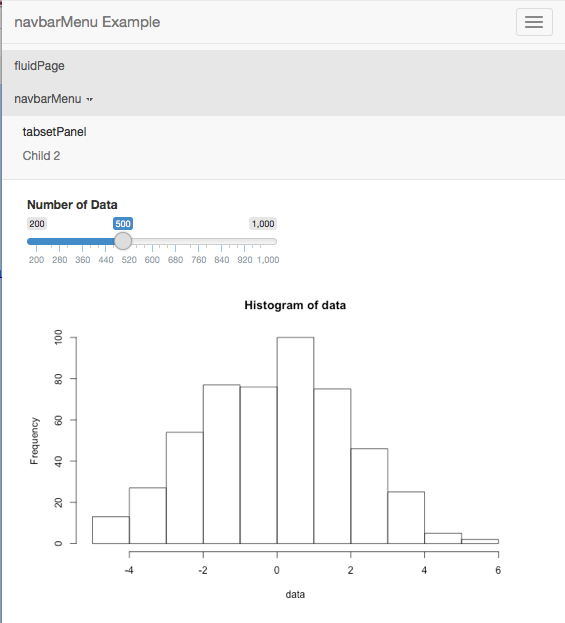 navbarMenu Example
fluidPage
navbarMenu
tabsetPanel
Child 2
Number of Data
200 500 1,000
200 280 360 440 520 600 680 760 840 920 1,000
Histogram of data
Frequency
100
80
60
40
20
0
-4 -2 0 2 4 6
data